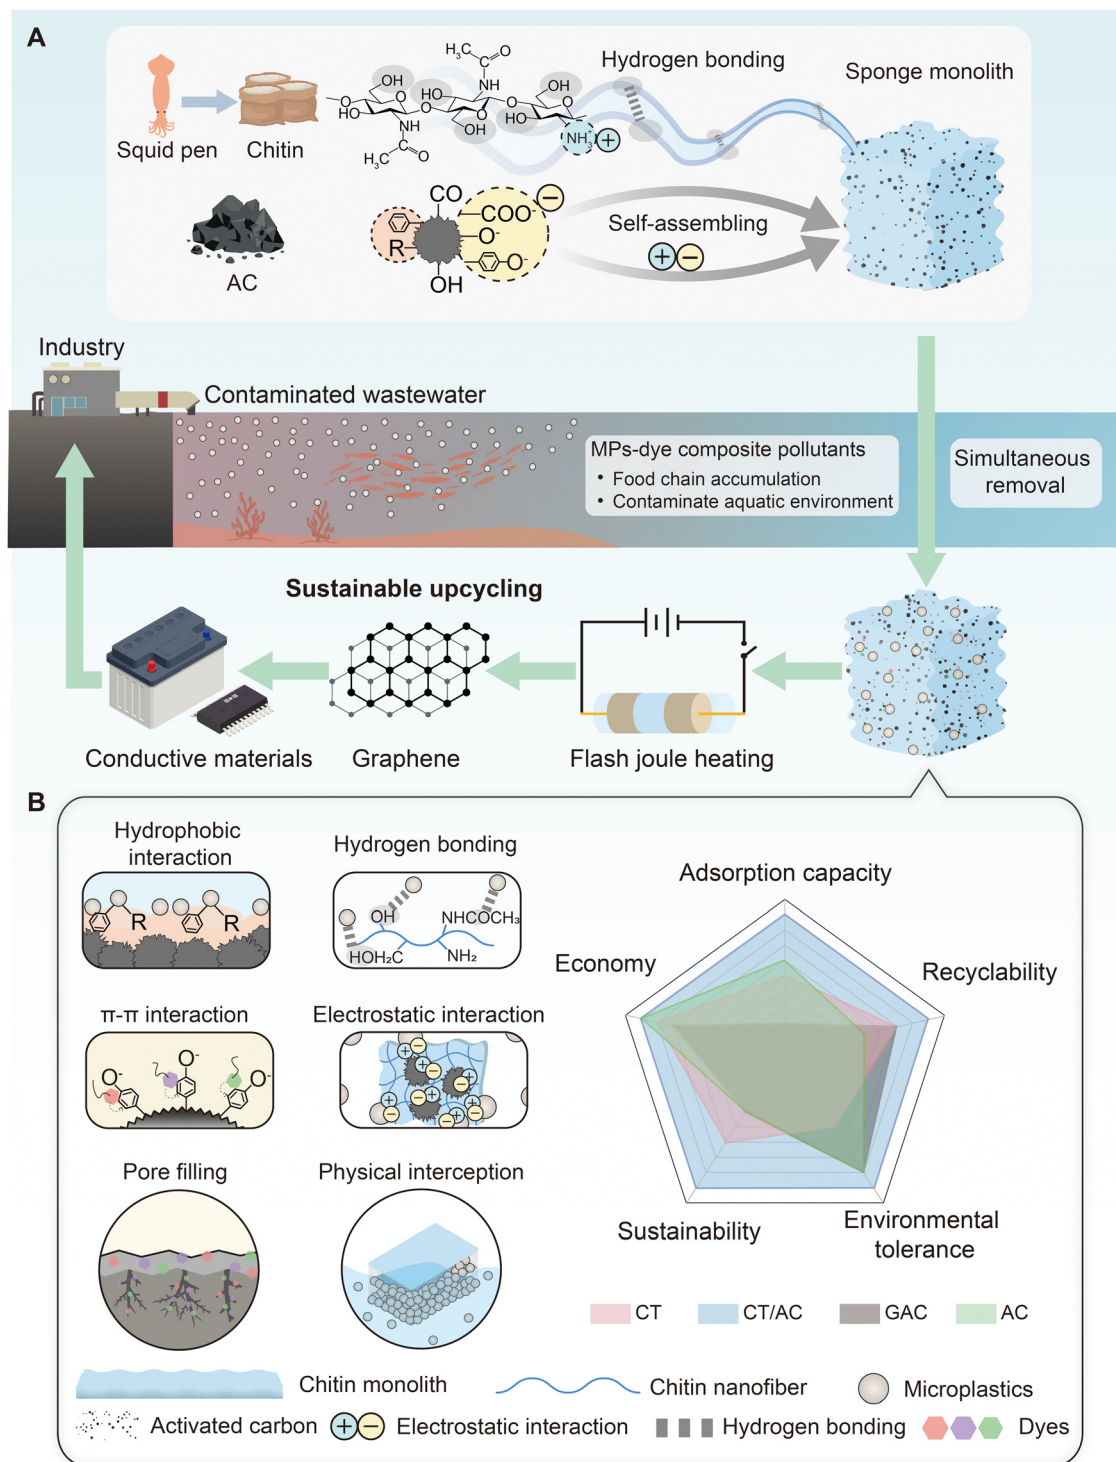 A
Squid pen
Chitin
H₃C
O
NH
OH
HO
O
OH
HO
O
O
OH
HO
O
NH
H₃C
O
NH₃⁺
+
Hydrogen bonding
Sponge monolith
AC
CO
COO⁻
−
O⁻
R
O⁻
OH
Self-assembling
+ −
Industry
Contaminated wastewater
MPs-dye composite pollutants
• Food chain accumulation
• Contaminate aquatic environment
Simultaneous
removal
Sustainable upcycling
Conductive materials
Graphene
Flash joule heating
B
Hydrophobic
interaction
R
R
Hydrogen bonding
OH
NHCOCH₃
HOH₂C
NH₂
π-π interaction
O⁻
O⁻
O⁻
Electrostatic interaction
+ −
+ −
+ −
+ −
+ −
Pore filling
Physical interception
Adsorption capacity
Economy
Recyclability
Sustainability
Environmental
tolerance
CT
CT/AC
GAC
AC
Chitin monolith
Chitin nanofiber
Microplastics
Activated carbon
+ −
Electrostatic interaction
Hydrogen bonding
Dyes